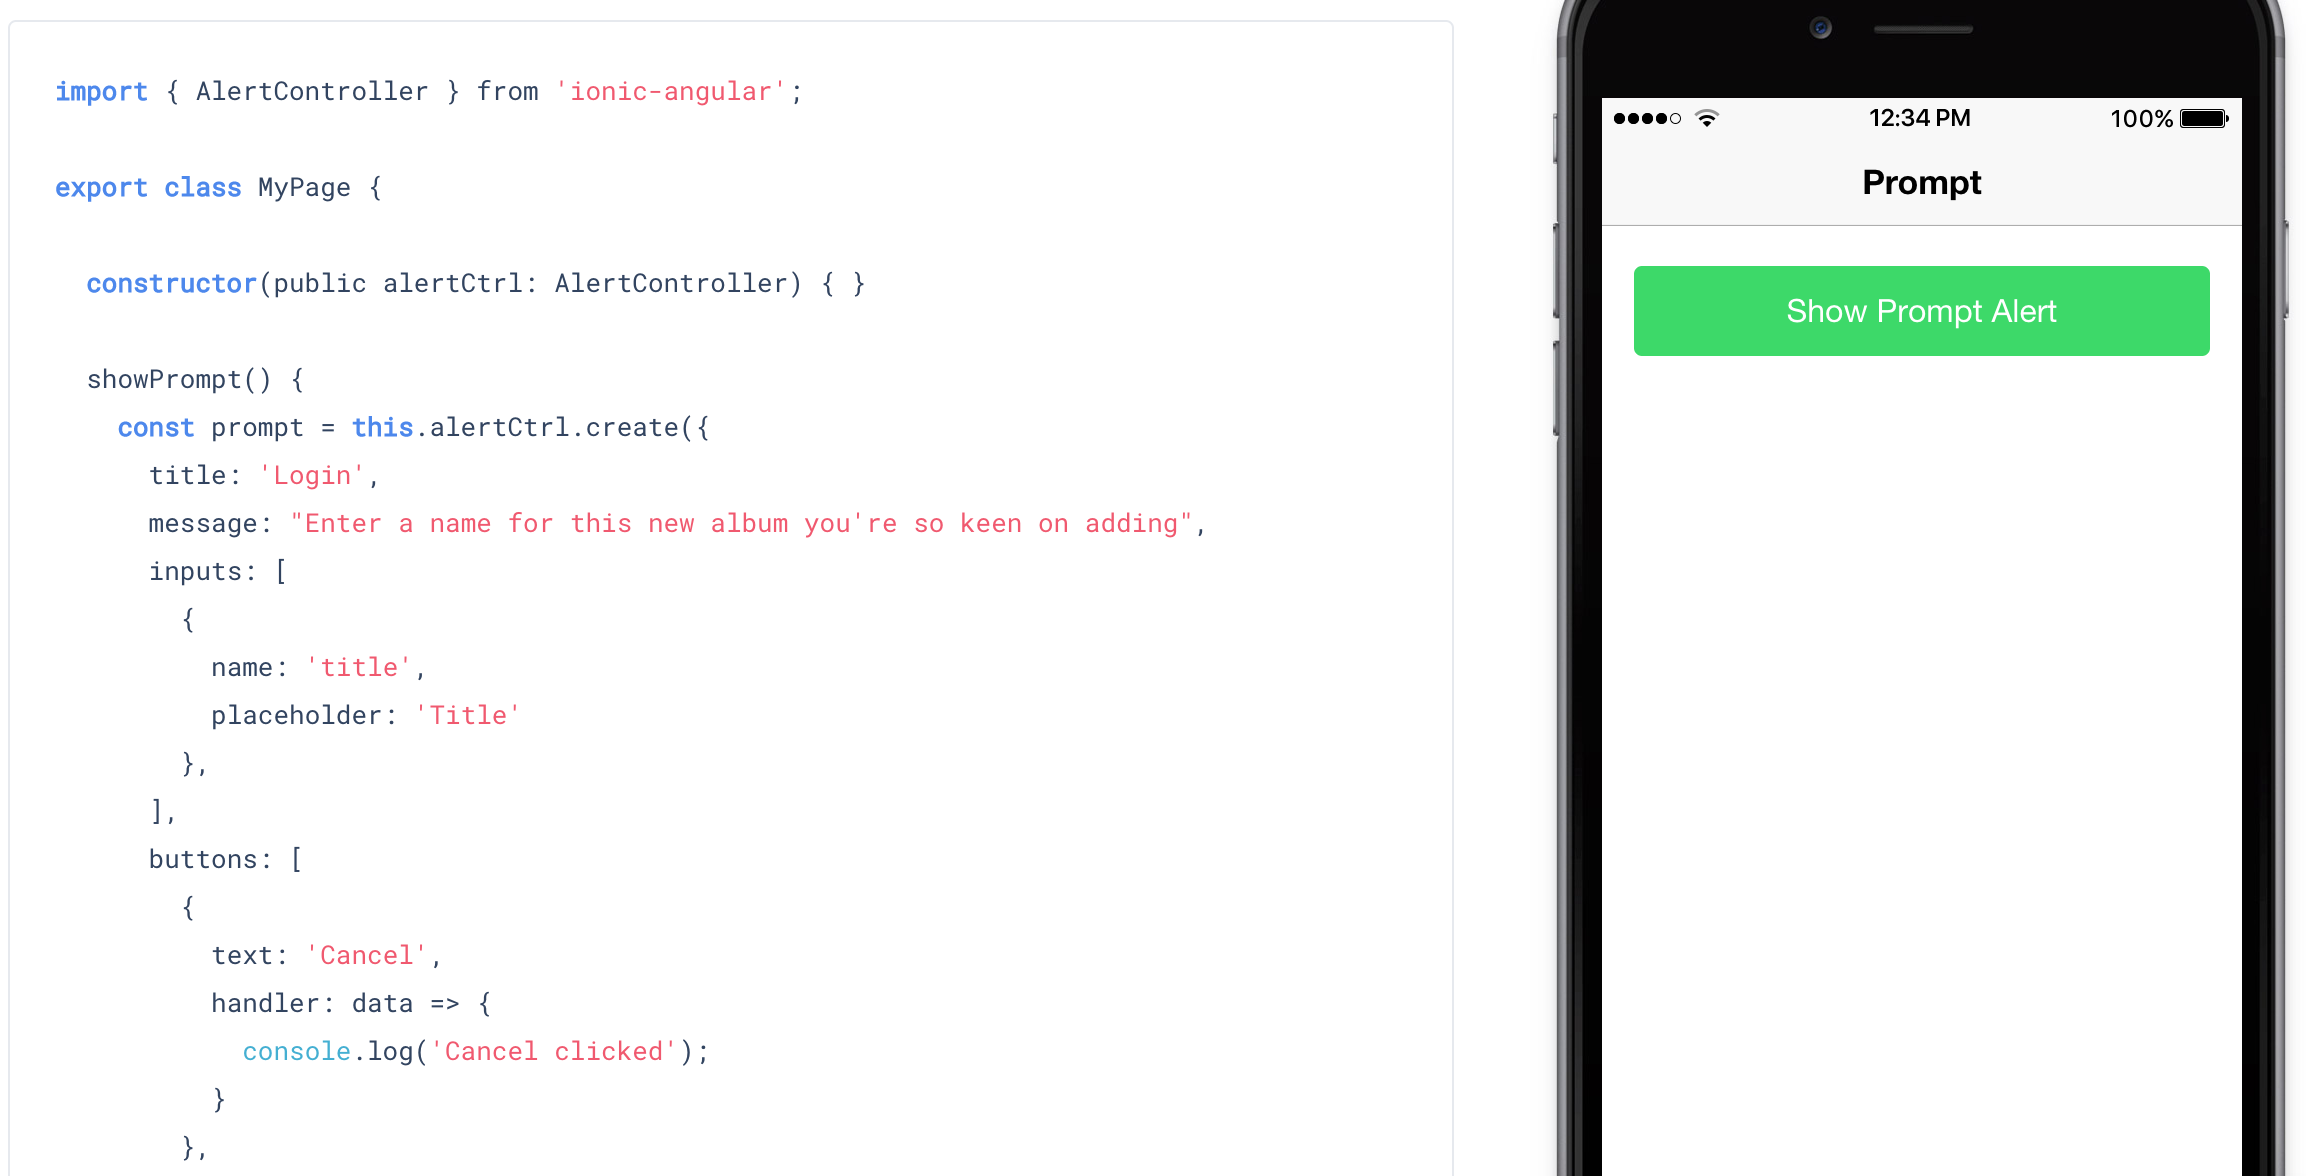 import { AlertController } from 'ionic-angular';
export class MyPage {
constructor(public alertCtrl: AlertController) { }
showPrompt() {
const prompt = this.alertCtrl.create({
title: 'Login',
message: "Enter a name for this new album you're so keen on adding",
inputs: [
{
name: 'title',
placeholder: 'Title'
},
],
buttons: [
{
text: 'Cancel',
handler: data => {
console.log('Cancel clicked');
}
},
12:34 PM
100%
Prompt
Show Prompt Alert